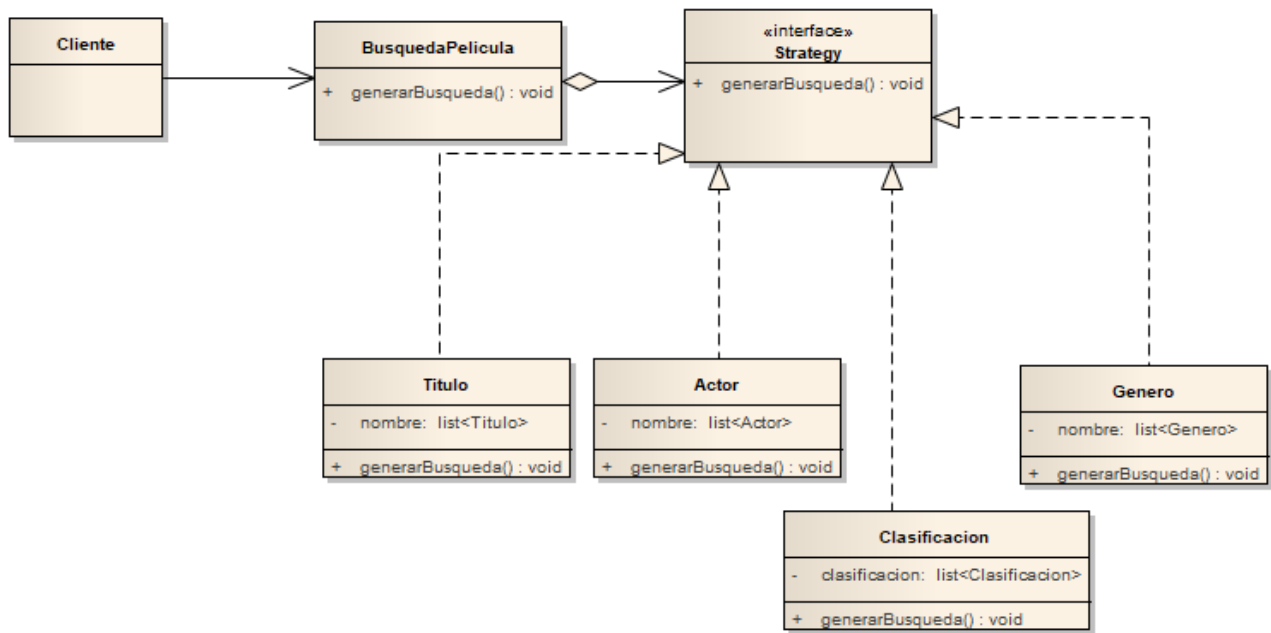 Cliente
BusquedaPelicula
+ generarBusqueda() : void
«interface»
Strategy
+ generarBusqueda() : void
Titulo
- nombre: list<Titulo>
+ generarBusqueda() : void
Actor
- nombre: list<Actor>
+ generarBusqueda() : void
Genero
- nombre: list<Genero>
+ generarBusqueda() : void
Clasificacion
- clasificacion: list<Clasificacion>
+ generarBusqueda() : void